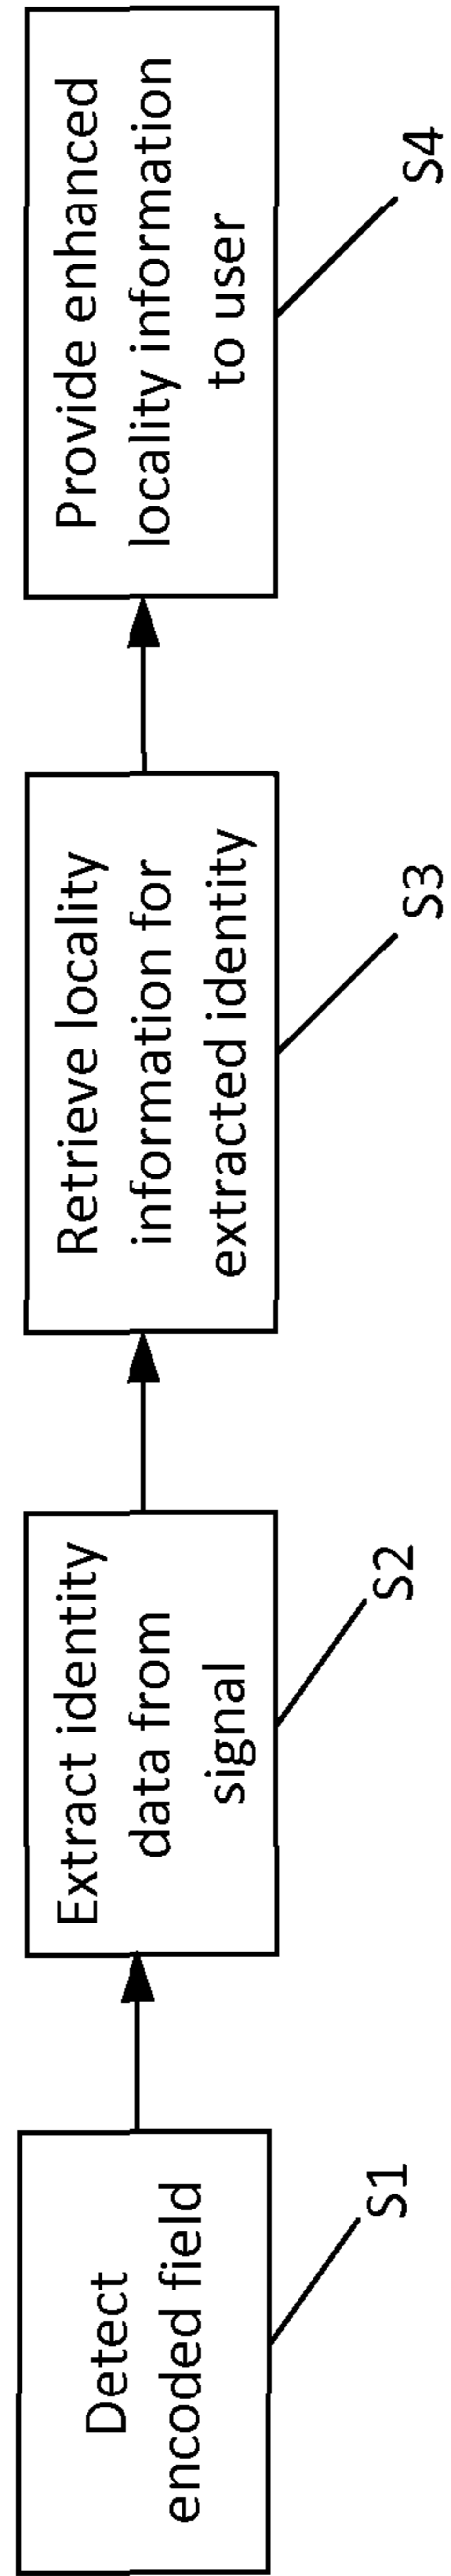 Detect
encoded field
S1
Extract identity
data from
signal
S2
Retrieve locality
information for
extracted identity
S3
Provide enhanced
locality information
to user
S4